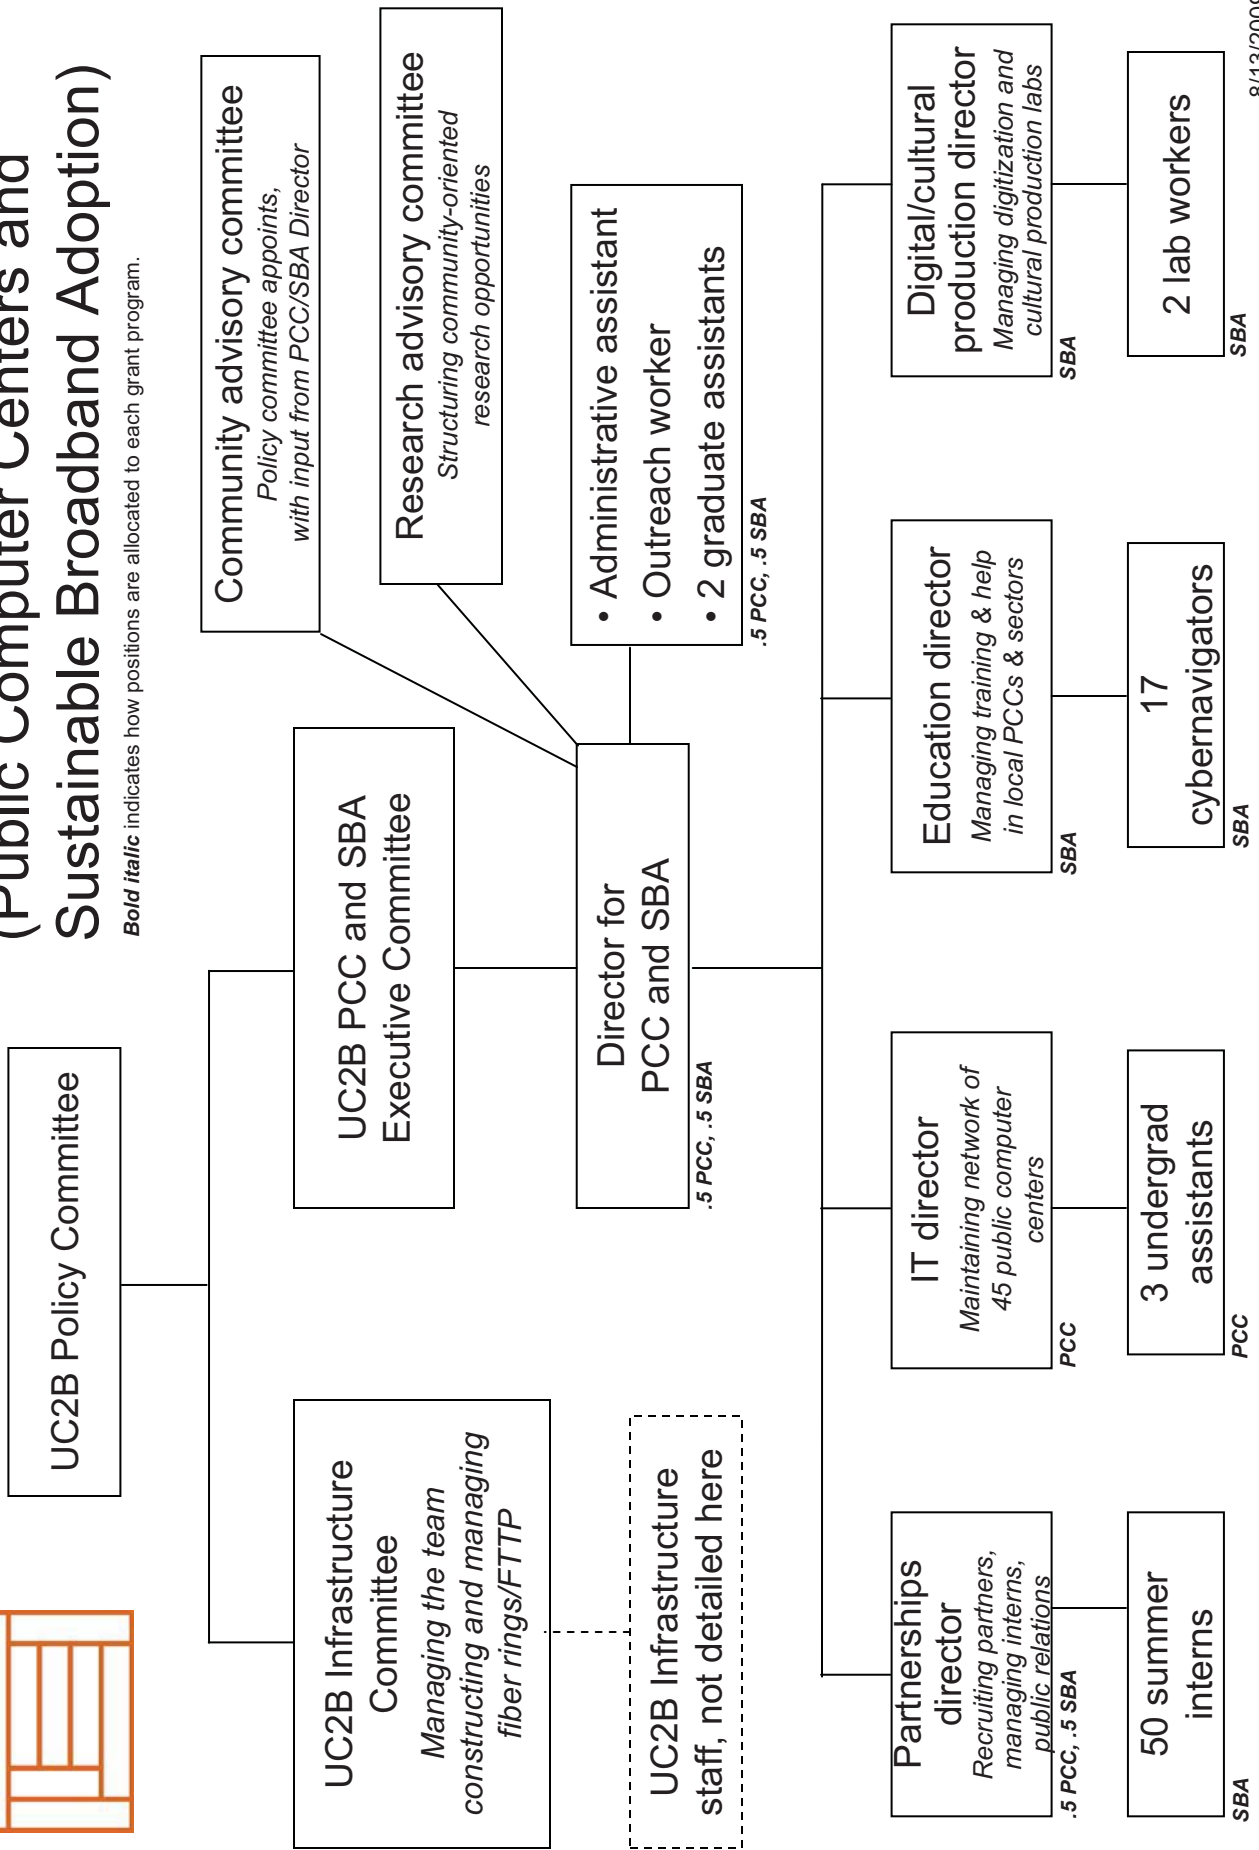 (Public Computer Centers and
Sustainable Broadband Adoption)
Bold italic indicates how positions are allocated to each grant program.
UC2B Policy Committee
UC2B Infrastructure
Committee
Managing the team
constructing and managing
fiber rings/FTTP
UC2B PCC and SBA
Executive Committee
Community advisory committee
Policy committee appoints,
with input from PCC/SBA Director
Research advisory committee
Structuring community-oriented
research opportunities
UC2B Infrastructure
staff, not detailed here
Director for
PCC and SBA
.5 PCC, .5 SBA
• Administrative assistant
• Outreach worker
• 2 graduate assistants
.5 PCC, .5 SBA
Partnerships
director
Recruiting partners,
managing interns,
public relations
.5 PCC, .5 SBA
IT director
Maintaining network of
45 public computer
centers
PCC
Education director
Managing training & help
in local PCCs & sectors
SBA
Digital/cultural
production director
Managing digitization and
cultural production labs
SBA
50 summer
interns
SBA
3 undergrad
assistants
PCC
17
cybernavigators
SBA
2 lab workers
SBA
8/13/2009